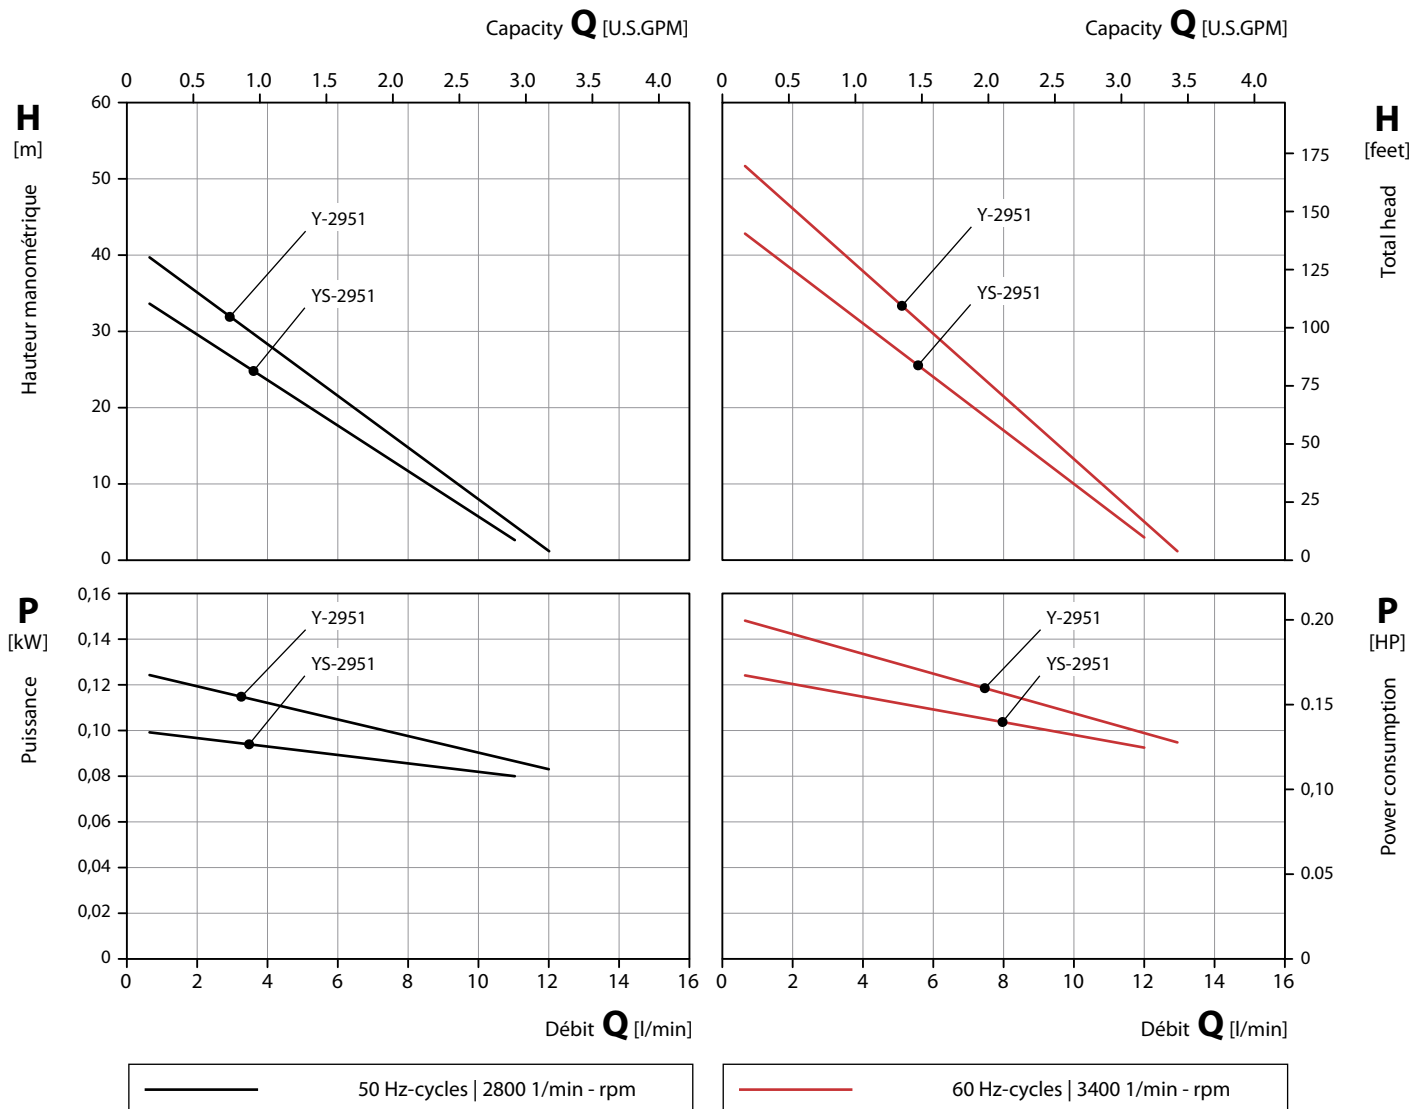 Capacity Q [U.S.GPM]
Capacity Q [U.S.GPM]
0 0.5 1.0 1.5 2.0 2.5 3.0 3.5 4.0
0 0.5 1.0 1.5 2.0 2.5 3.0 3.5 4.0
H
[m]
Hauteur manométrique
60
50
40
30
20
10
0
Y-2951
YS-2951
Y-2951
YS-2951
H
[feet]
Total head
175
150
125
100
75
50
25
0
P
[kW]
Puissance
0,16
0,14
0,12
0,10
0,08
0,06
0,04
0,02
0
Y-2951
YS-2951
Y-2951
YS-2951
P
[HP]
Power consumption
0.20
0.15
0,10
0.05
0
0 2 4 6 8 10 12 14 16
0 2 4 6 8 10 12 14 16
Débit Q [l/min]
Débit Q [l/min]
50 Hz-cycles | 2800 1/min - rpm
60 Hz-cycles | 3400 1/min - rpm